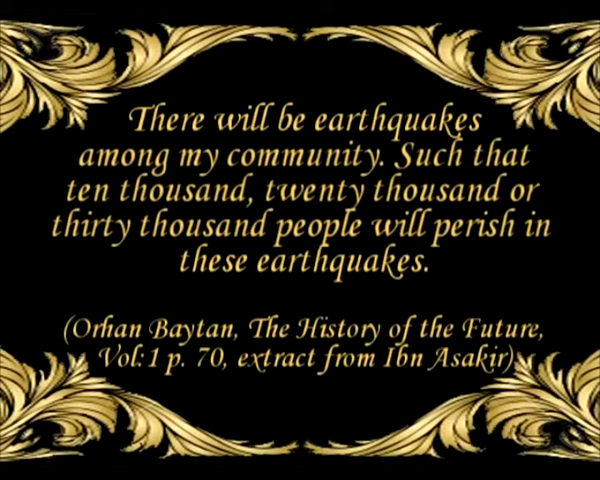 There will be earthquakes
among my community. Such that
ten thousand, twenty thousand or
thirty thousand people will perish in
these earthquakes.
(Orhan Baytan, The History of the Future,
Vol:1 p. 70, extract from Ibn Asakir)